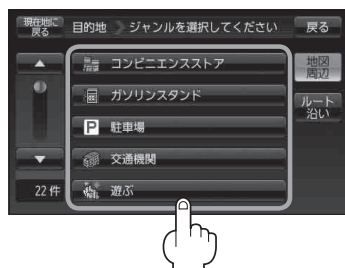 現在地に
戻る
目的地 ジャンルを選択してください
戻る
コンビニエンスストア
ガソリンスタンド
P 駐車場
交通機関
遊ぶ
22件
地図
周辺
ルート
沿い